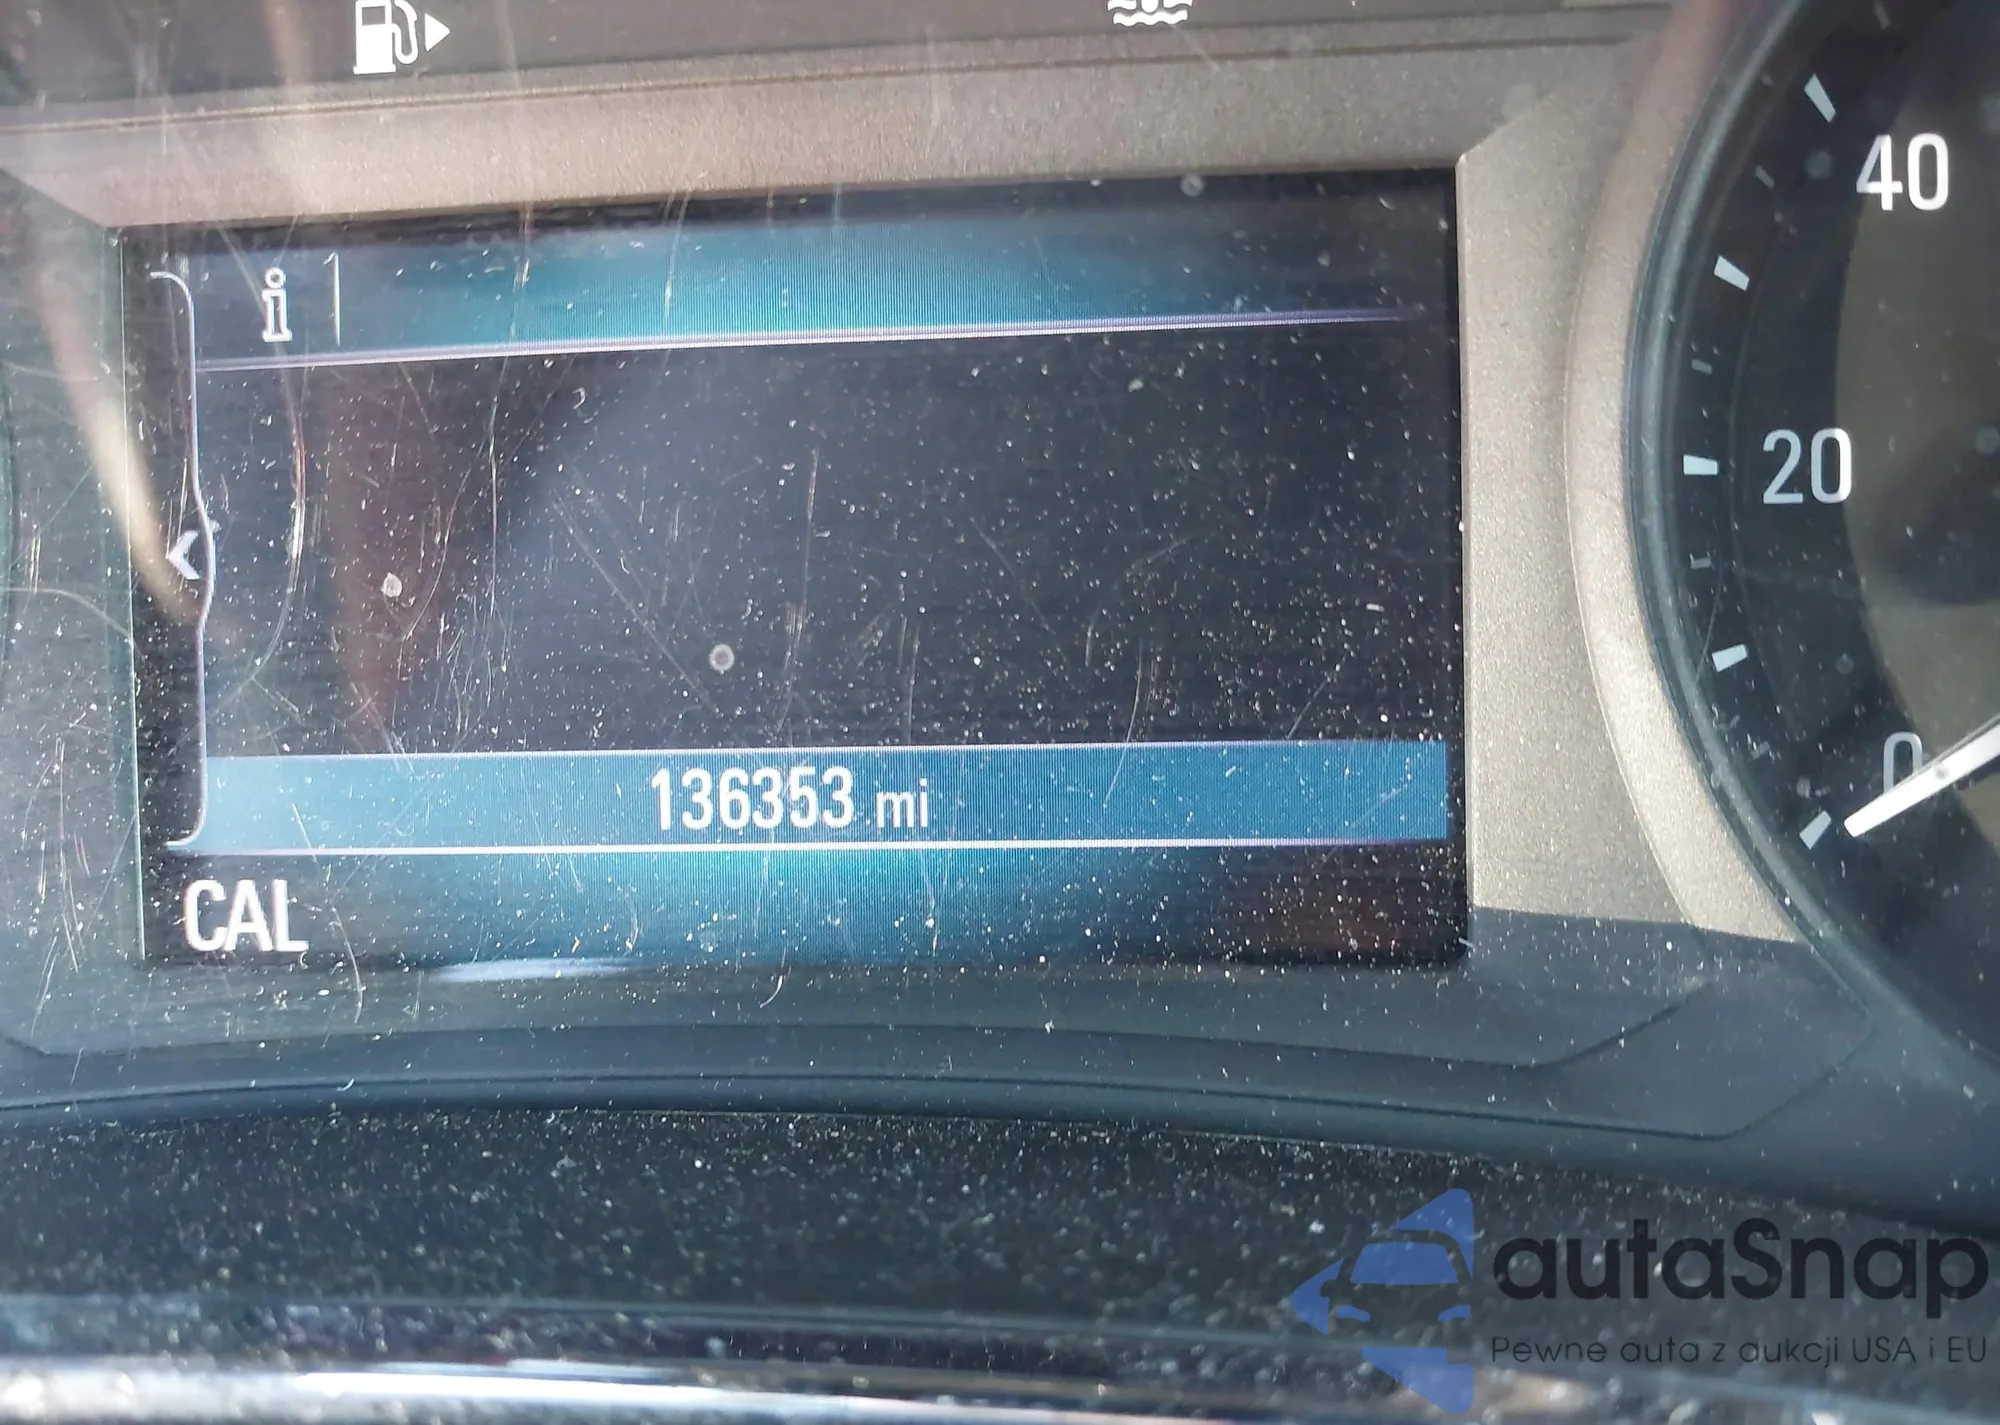 40
20
0
136353 mi
CAL
autaSnap
Pewne auta z aukcji USA i EU